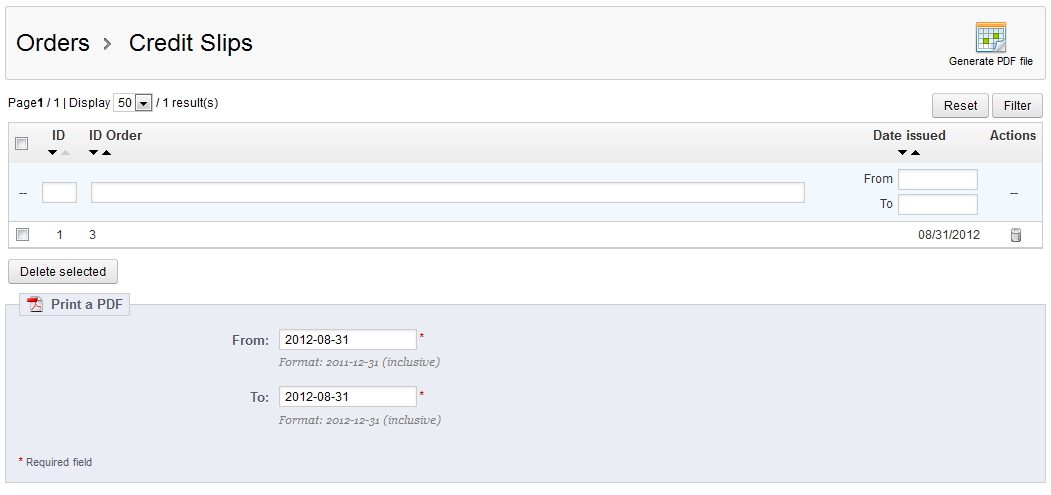 Orders > Credit Slips
Generate PDF file
Page1 / 1 | Display 50 / 1 result(s)
Reset Filter
ID ID Order Date issued Actions
-- From --
To
1 3 08/31/2012
Delete selected
Print a PDF
From: 2012-08-31 *
Format: 2011-12-31 (inclusive)
To: 2012-08-31 *
Format: 2012-12-31 (inclusive)
* Required field